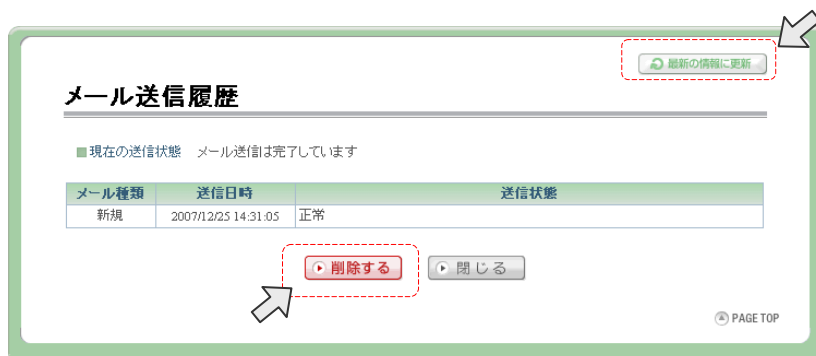 最新の情報に更新
メール送信履歴
■現在の送信状態 メール送信は完了しています
メール種類 送信日時 送信状態
新規 2007/12/25 14:31:05 正常
削除する 閉じる
PAGE TOP